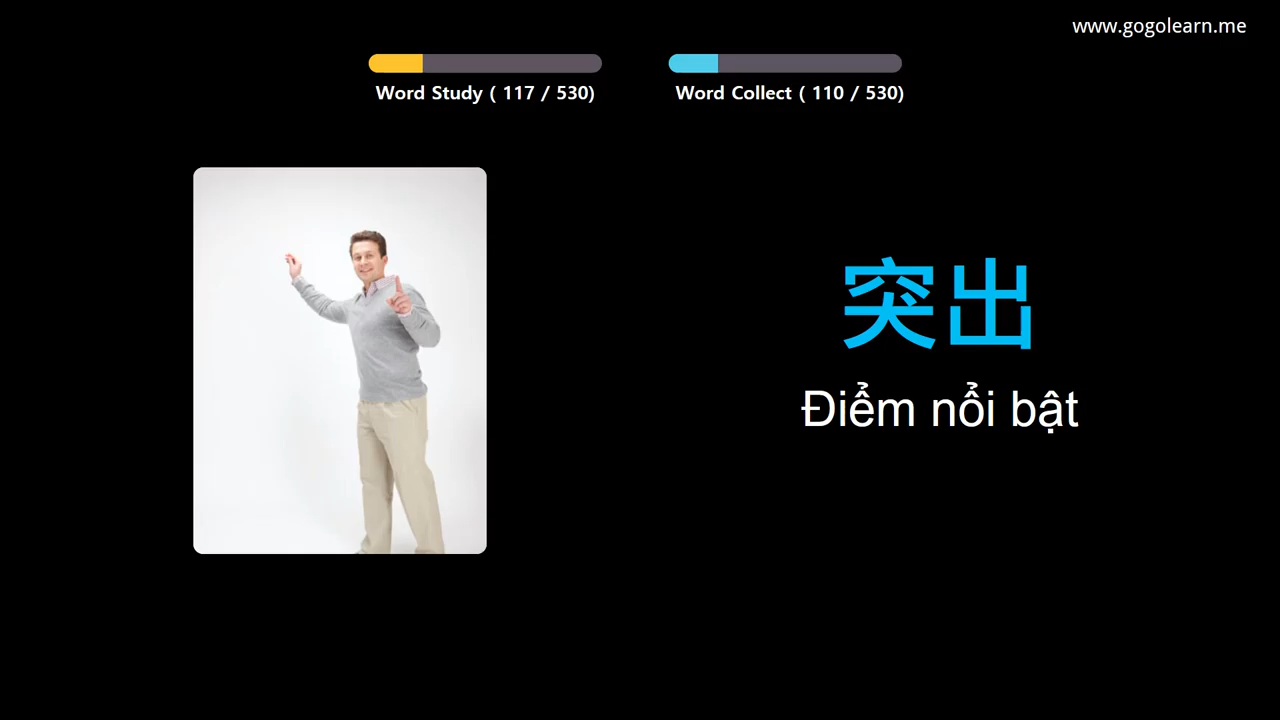 www.gogolearn.me
Word Study ( 117 / 530)
Word Collect ( 110 / 530)
突出
Điểm nổi bật